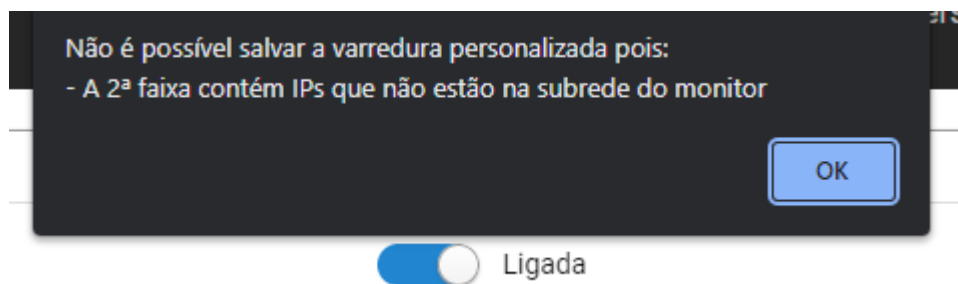 Não é possível salvar a varredura personalizada pois:
- A 2ª faixa contém IPs que não estão na subrede do monitor
OK
Ligada